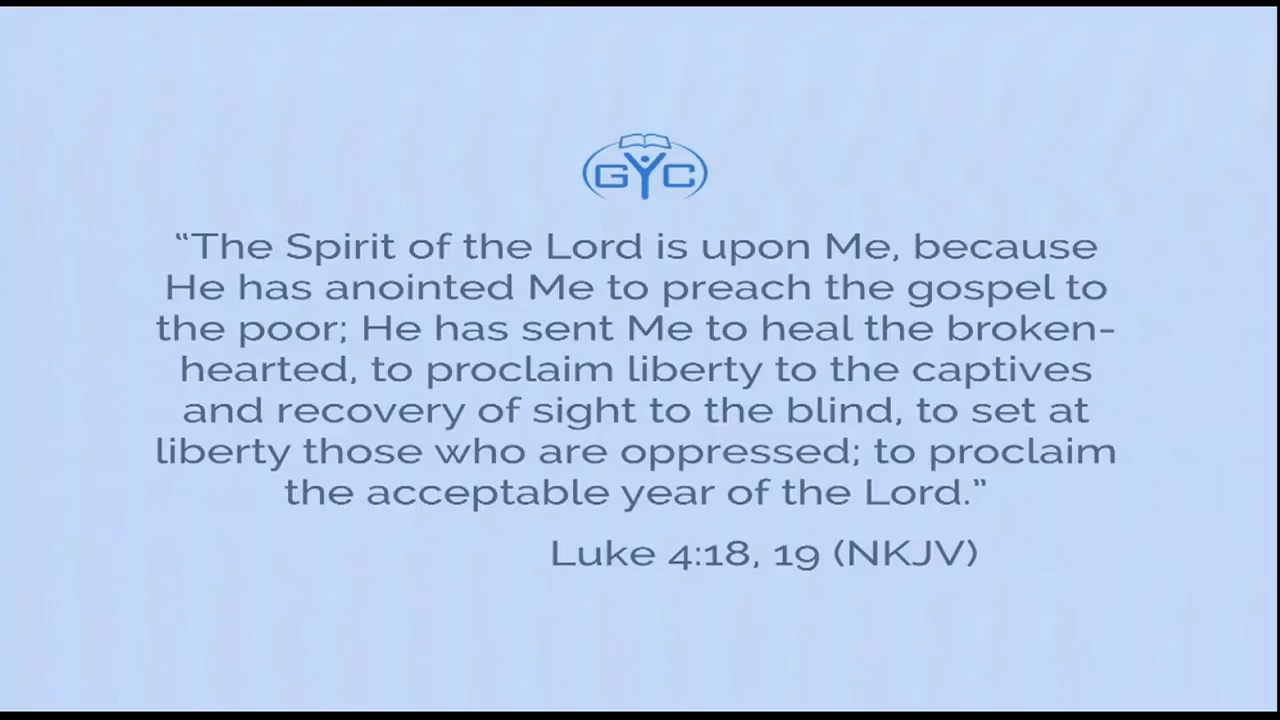 GYC
“The Spirit of the Lord is upon Me, because
He has anointed Me to preach the gospel to
the poor; He has sent Me to heal the broken-
hearted, to proclaim liberty to the captives
and recovery of sight to the blind, to set at
liberty those who are oppressed; to proclaim
the acceptable year of the Lord.”
Luke 4:18, 19 (NKJV)